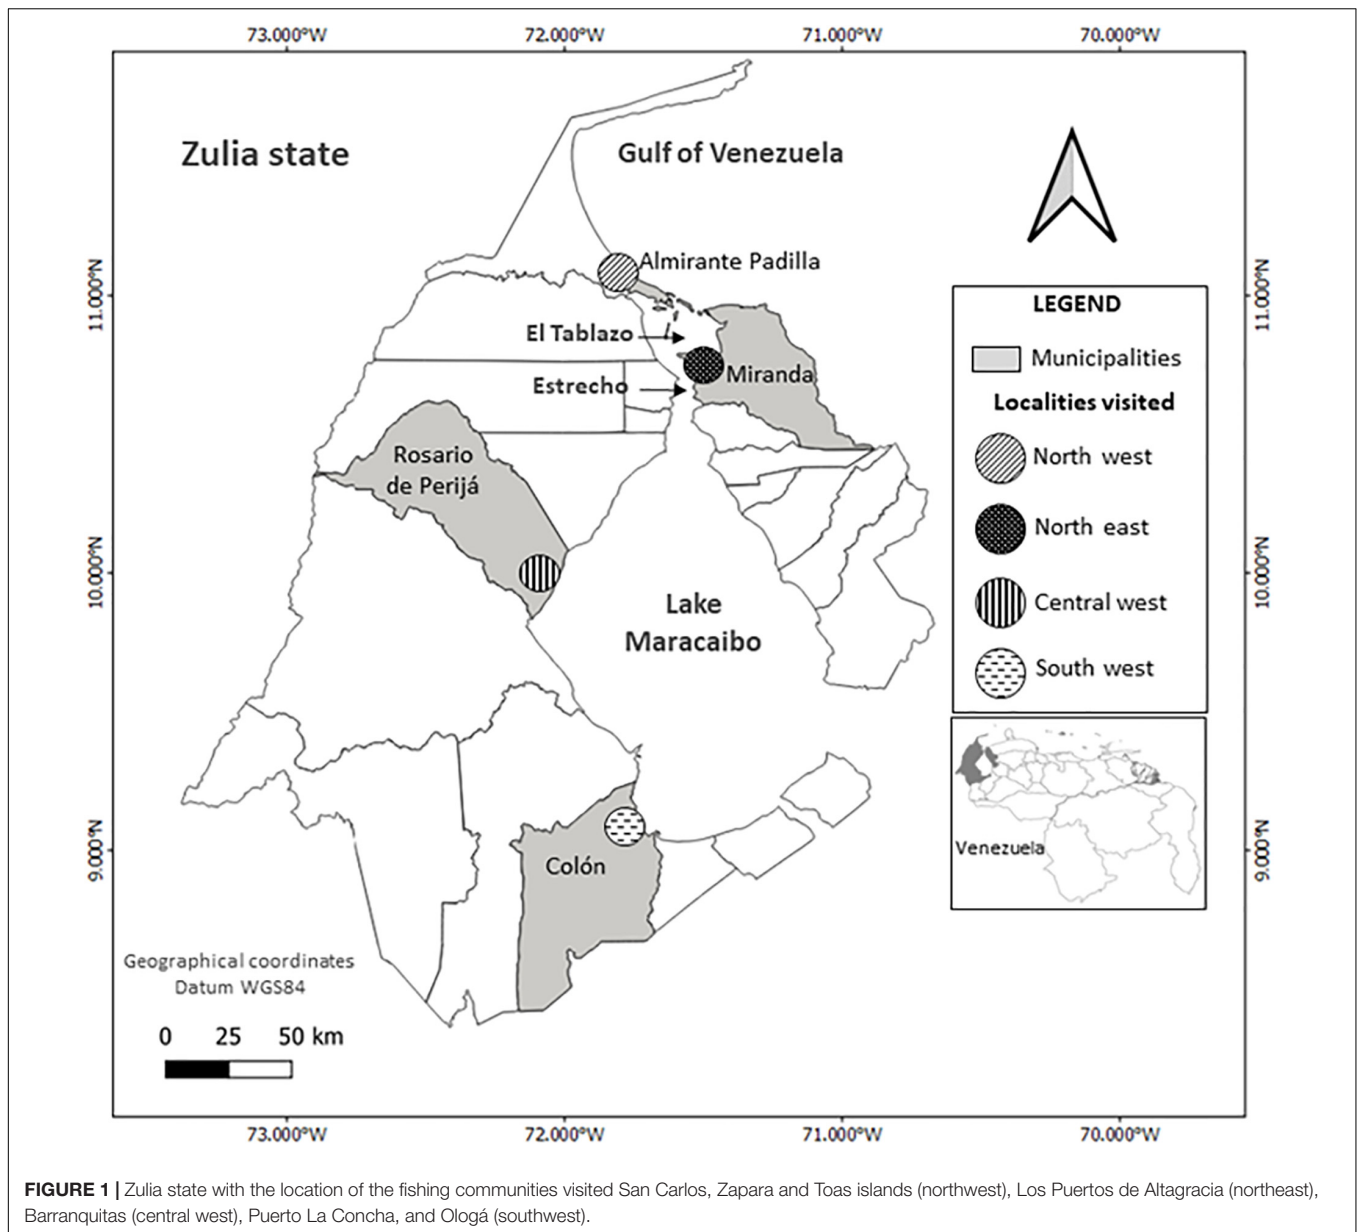 73.000°W 72.000°W 71.000°W 70.000°W
Zulia state
Gulf of Venezuela
Almirante Padilla
11.000°N
11.000°N
El Tablazo
Estrecho
Miranda
Rosario
de Perijá
10.000°N
10.000°N
Lake
Maracaibo
LEGEND
Municipalities
Localities visited
North west
North east
Central west
South west
Venezuela
9.000°N
9.000°N
Colón
Geographical coordinates
Datum WGS84
0 25 50 km
73.000°W 72.000°W 71.000°W 70.000°W
FIGURE 1 | Zulia state with the location of the fishing communities visited San Carlos, Zapara and Toas islands (northwest), Los Puertos de Altagracia (northeast),
Barranquitas (central west), Puerto La Concha, and Ologá (southwest).